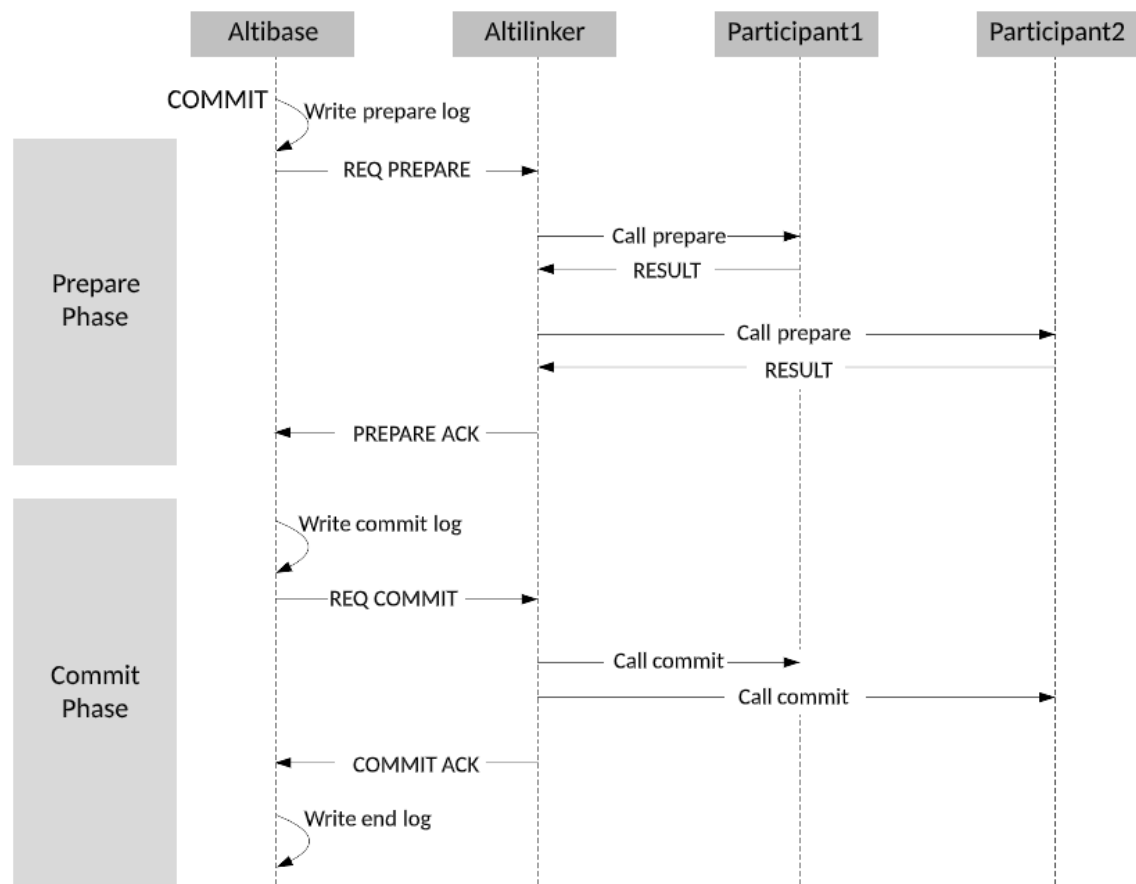 Altibase
Altilinker
Participant1
Participant2
COMMIT
Write prepare log
REQ PREPARE
Call prepare
RESULT
Prepare
Phase
Call prepare
RESULT
PREPARE ACK
Write commit log
REQ COMMIT
Call commit
Commit
Phase
Call commit
COMMIT ACK
Write end log